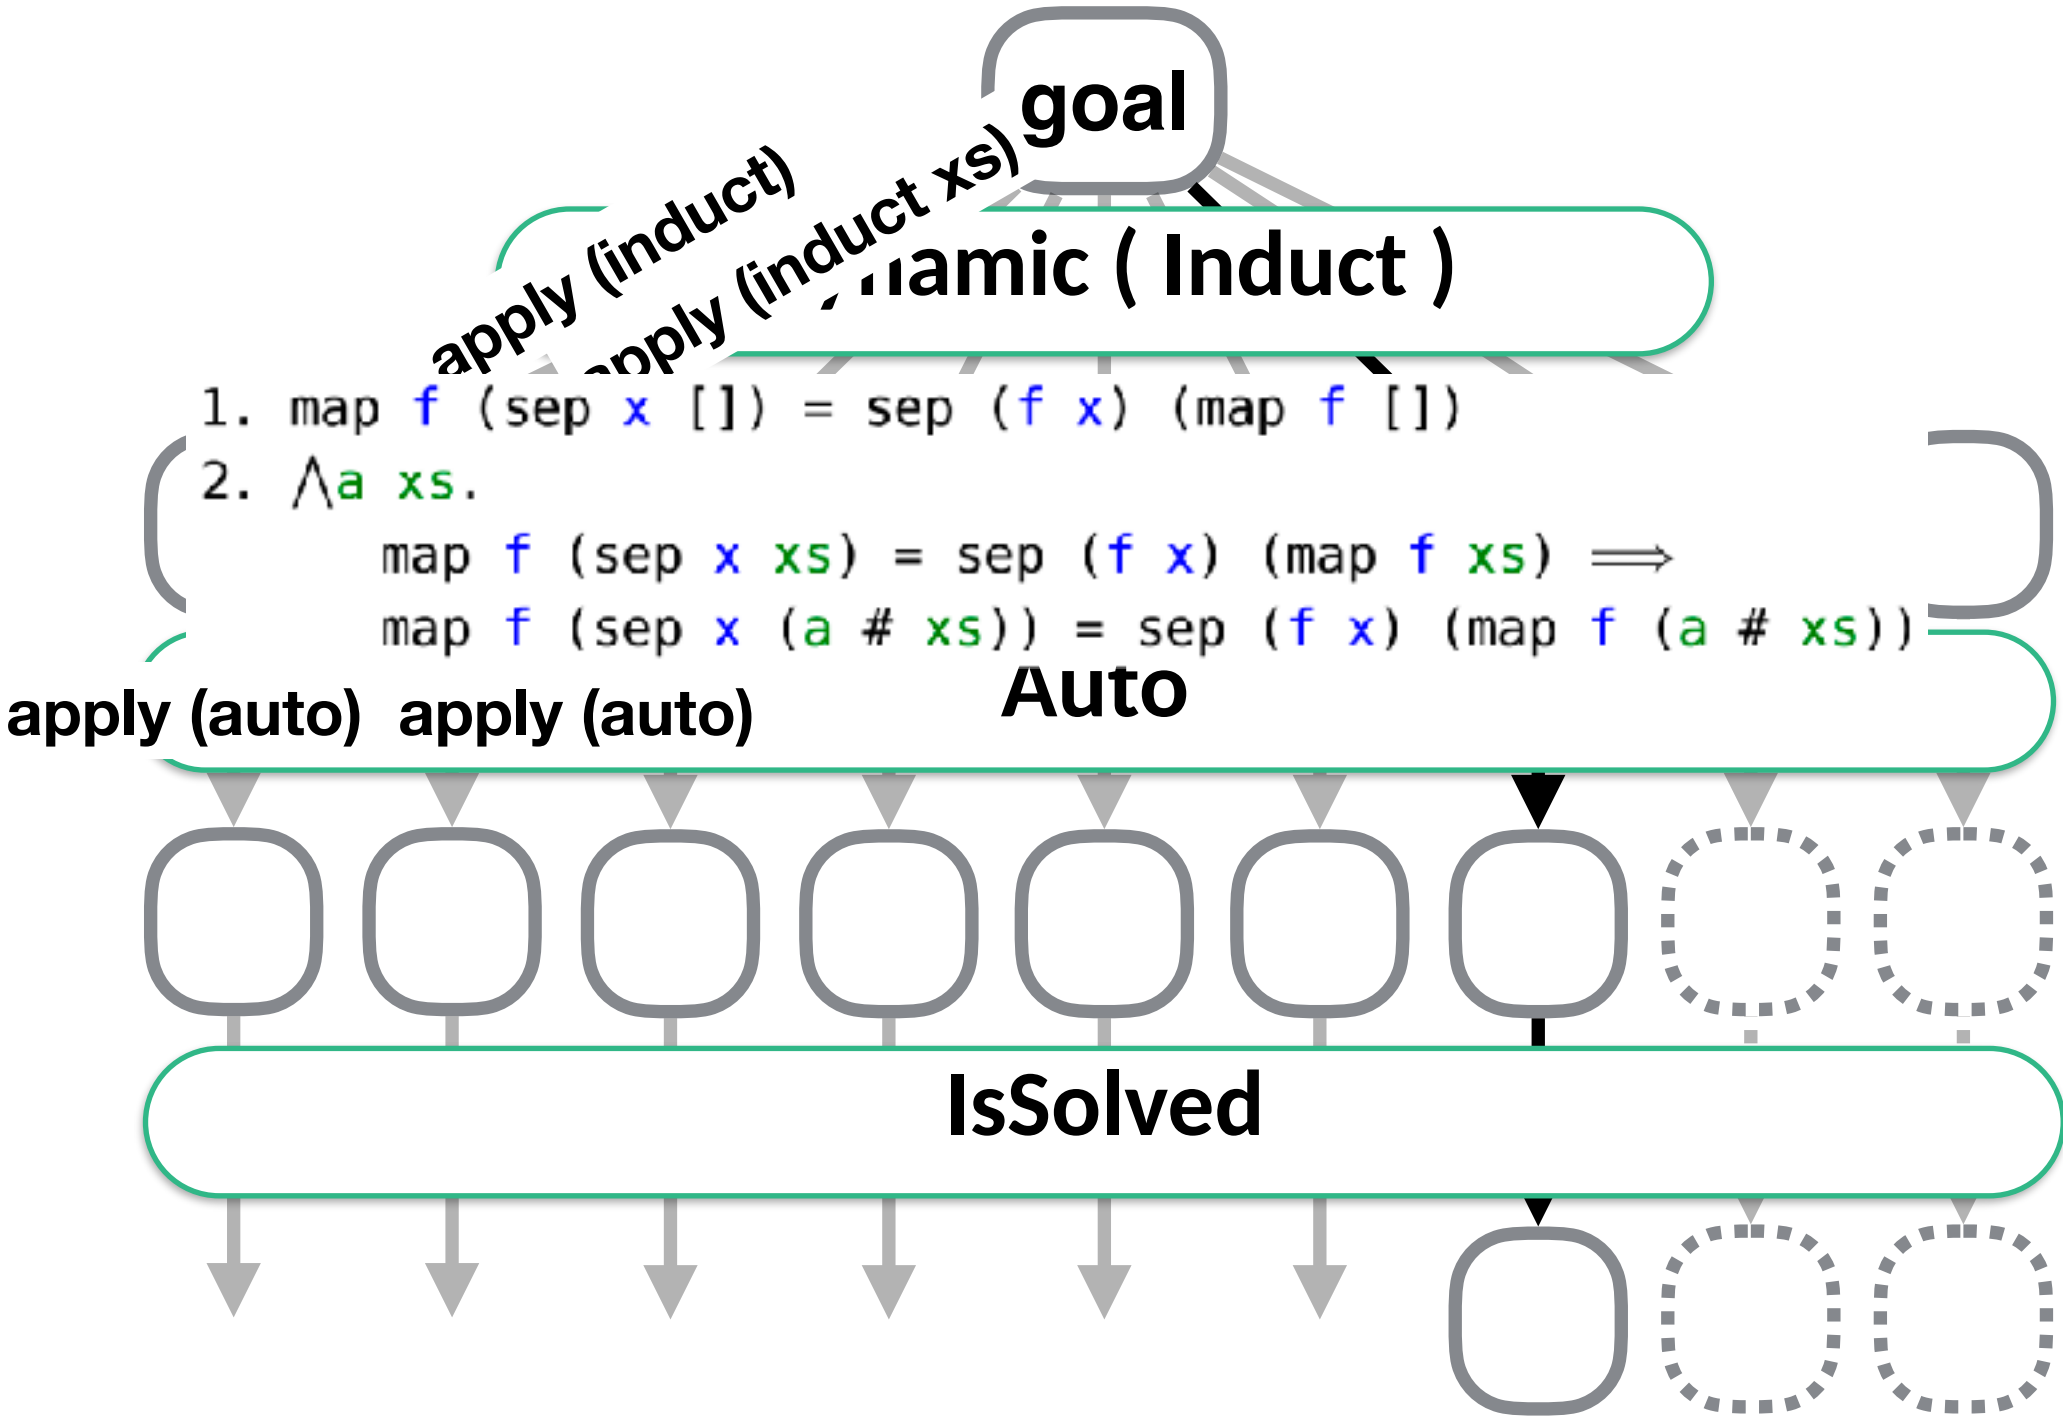 goal
apply (induct)
apply (induct xs)
namic ( Induct )
1. map f (sep x []) = sep (f x) (map f [])
2. ⋀a xs.
map f (sep x xs) = sep (f x) (map f xs) ⟹
map f (sep x (a # xs)) = sep (f x) (map f (a # xs))
Auto
apply (auto) apply (auto)
IsSolved